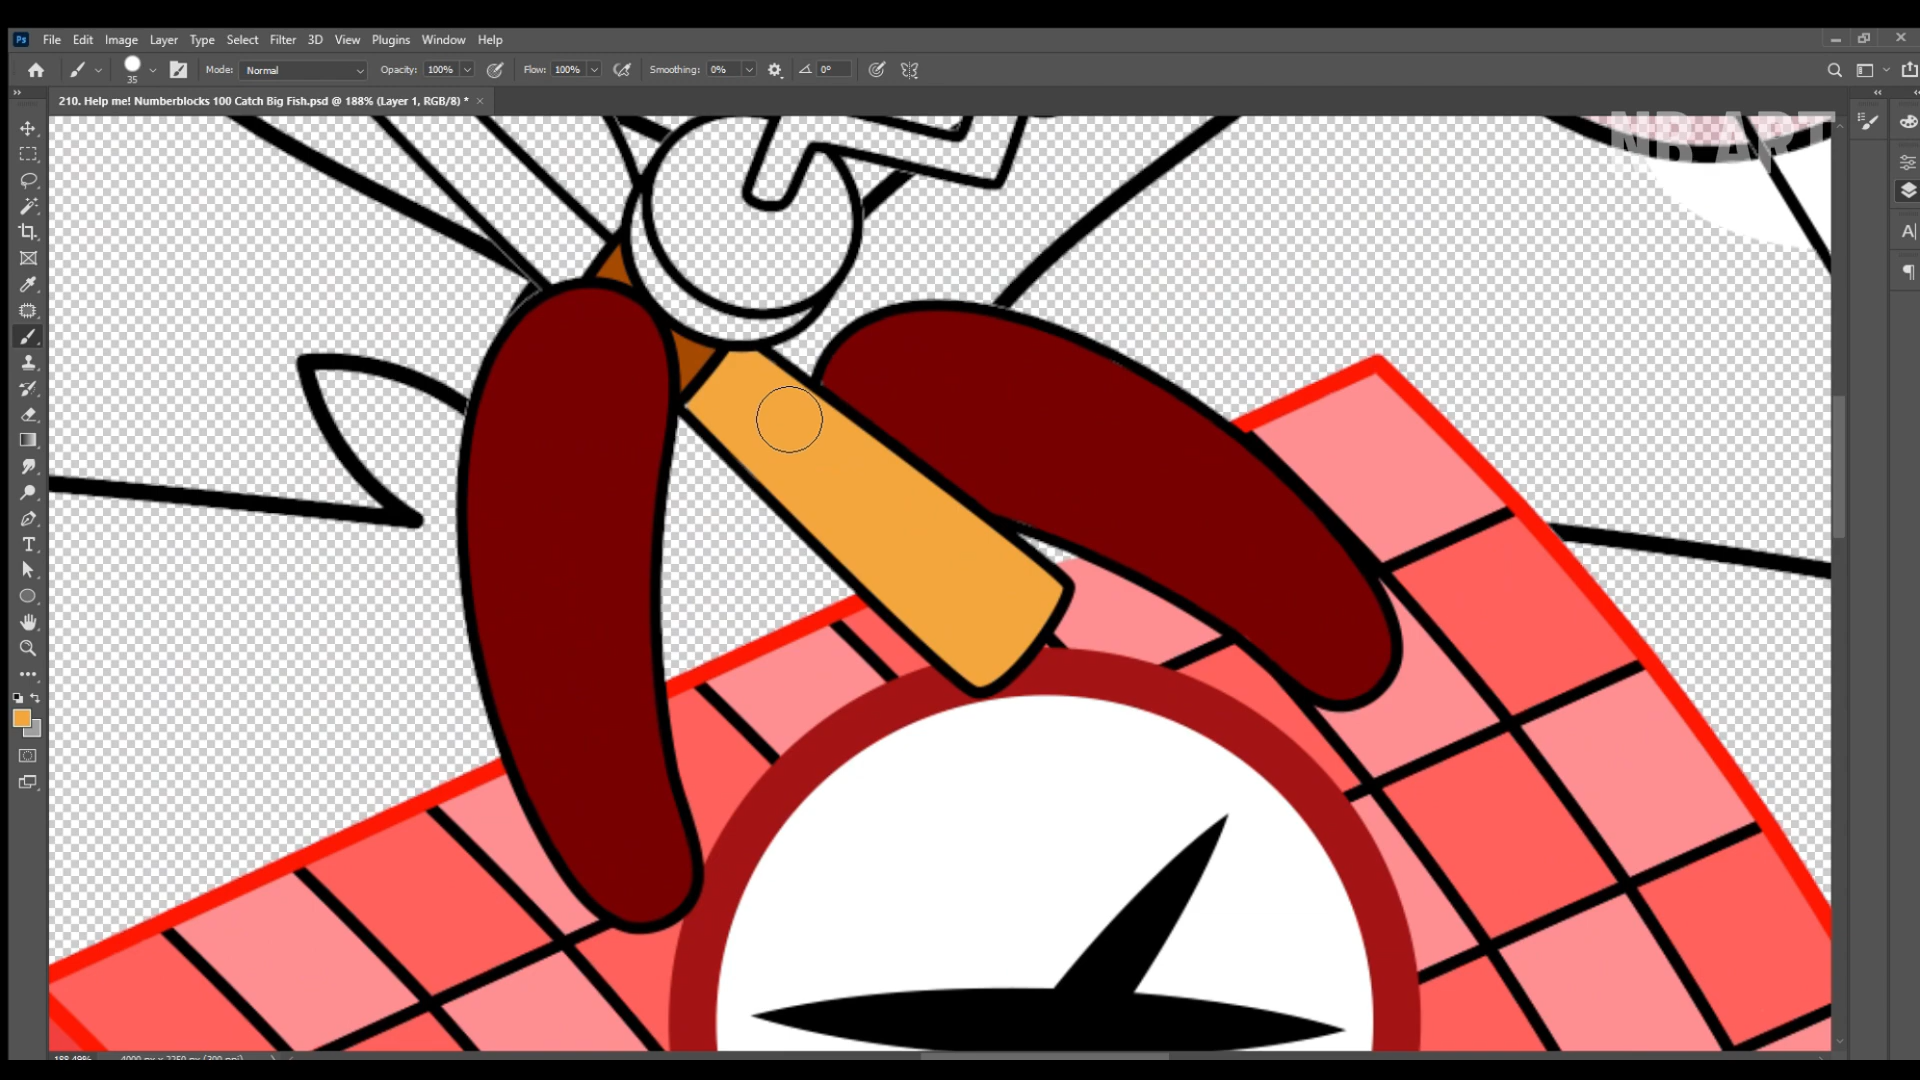 Ps File Edit Image Layer Type Select Filter 3D View Plugins Window Help
35 Mode: Normal Opacity: 100% Flow: 100% Smoothing: 0% 0°
210. Help me! Numberblocks 100 Catch Big Fish.psd @ 188% (Layer 1, RGB/8) *
NB ART
188.49% 4000 px x 2250 px (300 ppi)